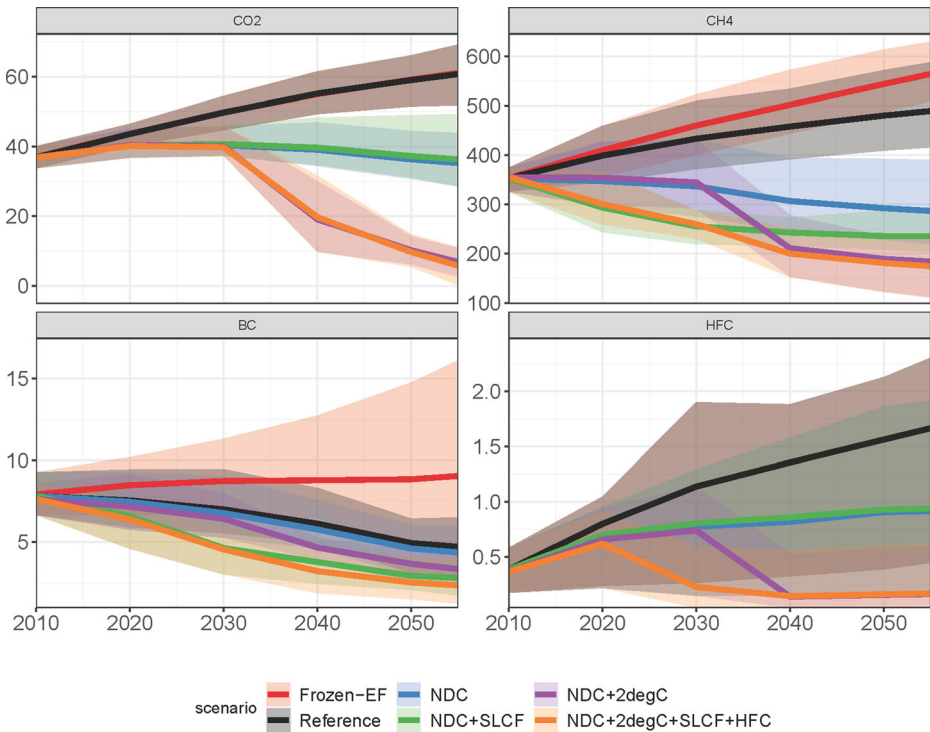 CO2
CH4
60
40
20
0
600
500
400
300
200
100
BC
HFC
15
10
5
2.0
1.5
1.0
0.5
2010 2020 2030 2040 2050
2010 2020 2030 2040 2050
scenario
Frozen−EF NDC NDC+2degC
Reference NDC+SLCF NDC+2degC+SLCF+HFC